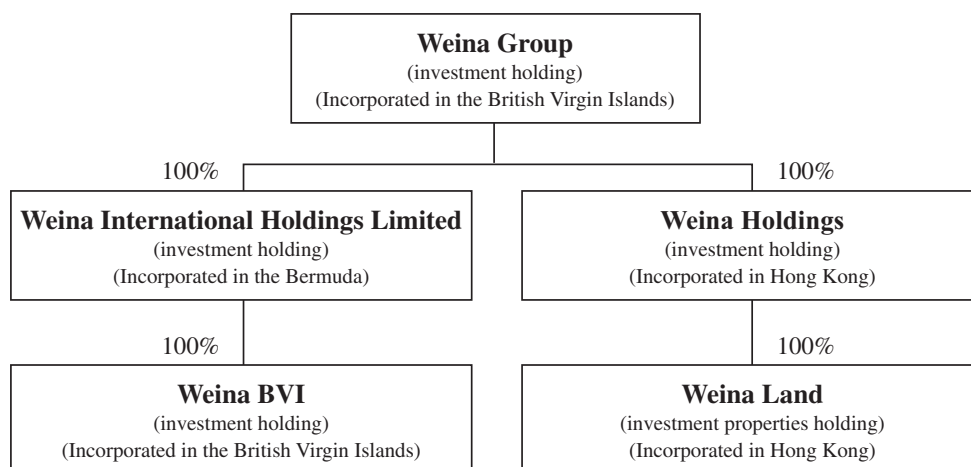 Weina Group
(investment holding)
(Incorporated in the British Virgin Islands)
100%
100%
Weina International Holdings Limited
(investment holding)
(Incorporated in the Bermuda)
Weina Holdings
(investment holding)
(Incorporated in Hong Kong)
100%
100%
Weina BVI
(investment holding)
(Incorporated in the British Virgin Islands)
Weina Land
(investment properties holding)
(Incorporated in Hong Kong)